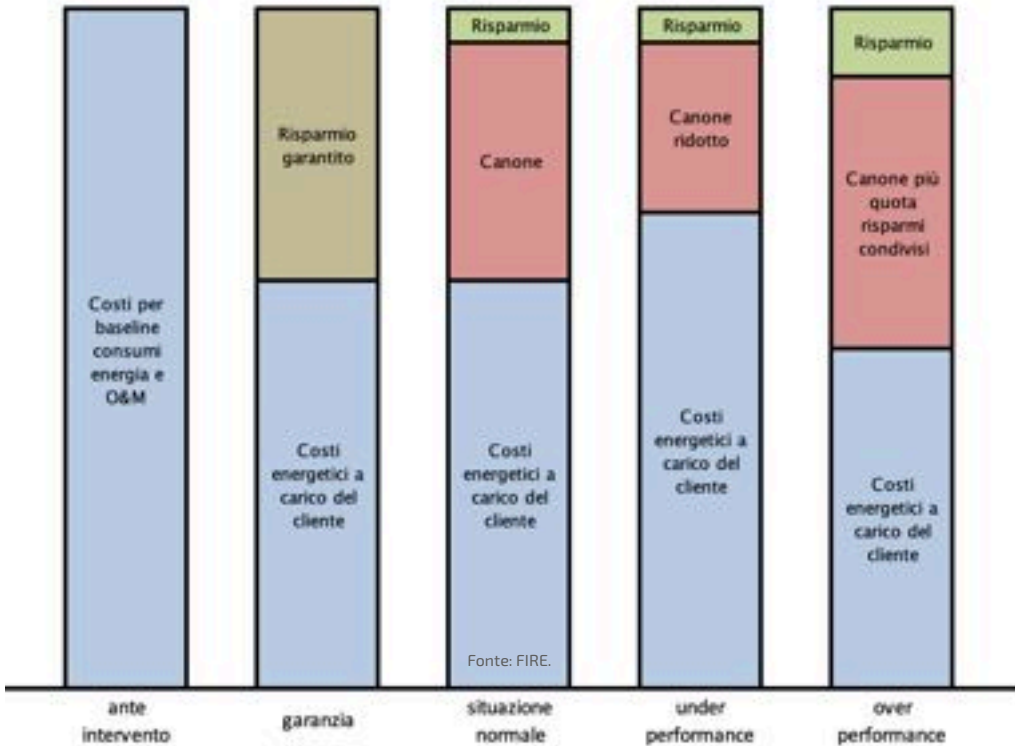 Costi per
baseline
consumi
energia e
O&M
Risparmio
garantito
Costi
energetici a
carico del
cliente
Risparmio
Canone
Costi
energetici a
carico del
cliente
Fonte: FIRE.
Risparmio
Canone
ridotto
Costi
energetici a
carico del
cliente
Risparmio
Canone più
quota
risparmi
condivisi
Costi
energetici a
carico del
cliente
ante
intervento
garanzia
situazione
normale
under
performance
over
performance